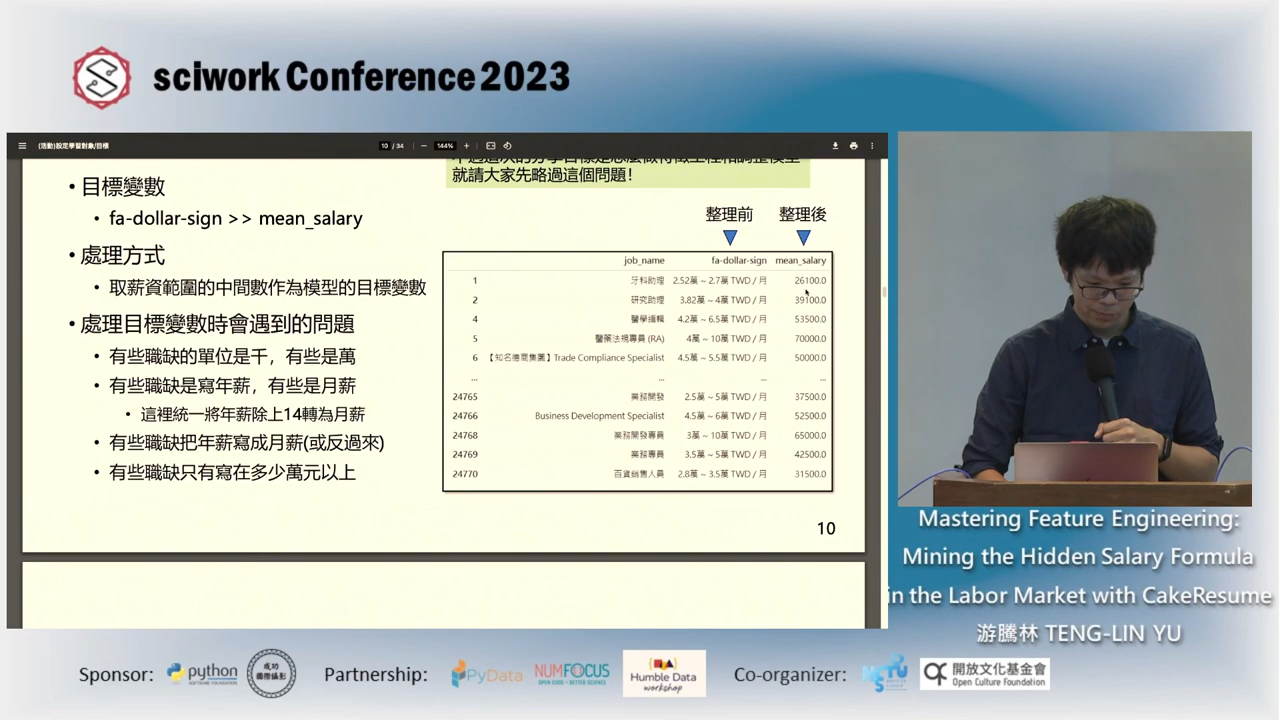 sciwork Conference 2023
(活動)設定學習對象/目標
10 / 34
144%
就請大家先略過這個問題!
• 目標變數
• fa-dollar-sign >> mean_salary
• 處理方式
• 取薪資範圍的中間數作為模型的目標變數
• 處理目標變數時會遇到的問題
• 有些職缺的單位是千，有些是萬
• 有些職缺是寫年薪，有些是月薪
• 這裡統一將年薪除上14轉為月薪
• 有些職缺把年薪寫成月薪(或反過來)
• 有些職缺只有寫在多少萬元以上
整理前 整理後
job_name fa-dollar-sign mean_salary
1 牙科助理 2.52萬 ~ 2.7萬 TWD / 月 26100.0
2 研究助理 3.82萬 ~ 4萬 TWD / 月 39100.0
4 醫學編輯 4.2萬 ~ 6.5萬 TWD / 月 53500.0
5 醫藥法規專員 (RA) 4萬 ~ 10萬 TWD / 月 70000.0
6 【知名德商集團】Trade Compliance Specialist 4.5萬 ~ 5.5萬 TWD / 月 50000.0
... ... ... ...
24765 業務開發 2.5萬 ~ 5萬 TWD / 月 37500.0
24766 Business Development Specialist 4.5萬 ~ 6萬 TWD / 月 52500.0
24768 業務開發專員 3萬 ~ 10萬 TWD / 月 65000.0
24769 業務專員 3.5萬 ~ 5萬 TWD / 月 42500.0
24770 百貨銷售人員 2.8萬 ~ 3.5萬 TWD / 月 31500.0
10
Mastering Feature Engineering:
Mining the Hidden Salary Formula
in the Labor Market with CakeResume
游騰林 TENG-LIN YU
Sponsor:
python
SOFTWARE FOUNDATION
成功
國際攝影
Partnership:
PyData
NUMFOCUS
OPEN CODE = BETTER SCIENCE
Humble Data
workshop
Co-organizer:
開放文化基金會
Open Culture Foundation